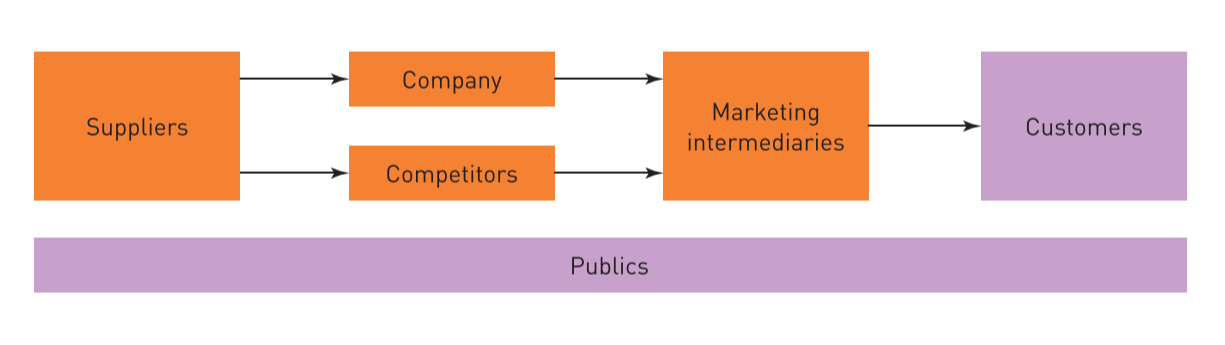 Suppliers
Company
Competitors
Marketing
intermediaries
Customers
Publics